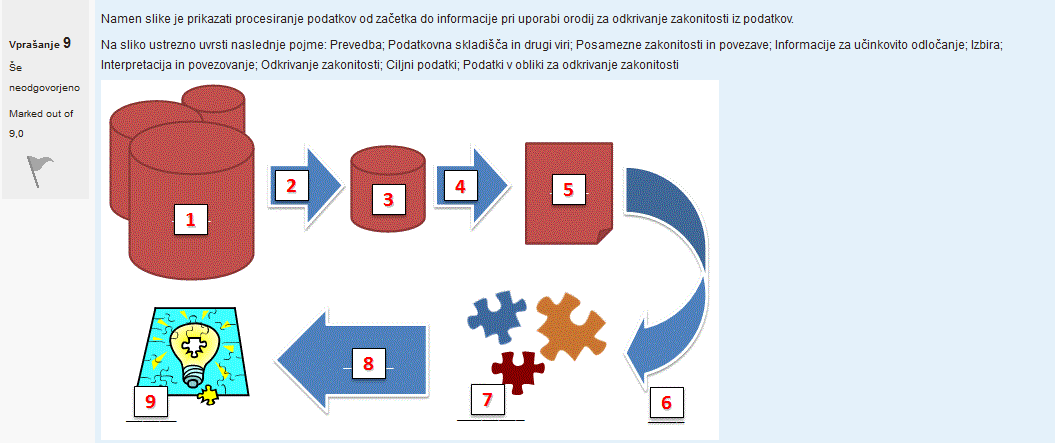 Vprašanje 9
Še
neodgovorjeno
Marked out of
9,0
Namen slike je prikazati procesiranje podatkov od začetka do informacije pri uporabi orodij za odkrivanje zakonitosti iz podatkov.
Na sliko ustrezno uvrsti naslednje pojme: Prevedba; Podatkovna skladišča in drugi viri; Posamezne zakonitosti in povezave; Informacije za učinkovito odločanje; Izbira;
Interpretacija in povezovanje; Odkrivanje zakonitosti; Ciljni podatki; Podatki v obliki za odkrivanje zakonitosti
1
2
3
4
5
6
7
8
9